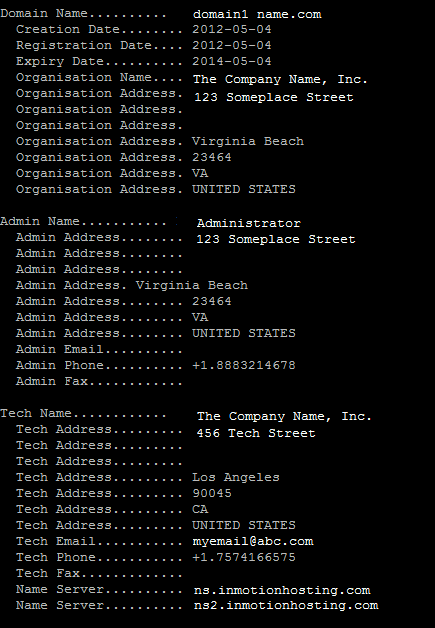 Domain Name.......... domain1 name.com
Creation Date........ 2012-05-04
Registration Date.... 2012-05-04
Expiry Date.......... 2014-05-04
Organisation Name.... The Company Name, Inc.
Organisation Address. 123 Someplace Street
Organisation Address.
Organisation Address.
Organisation Address. Virginia Beach
Organisation Address. 23464
Organisation Address. VA
Organisation Address. UNITED STATES

Admin Name........... Administrator
Admin Address........ 123 Someplace Street
Admin Address........
Admin Address........
Admin Address. Virginia Beach
Admin Address........ 23464
Admin Address........ VA
Admin Address........ UNITED STATES
Admin Email..........
Admin Phone.......... +1.8883214678
Admin Fax............

Tech Name............ The Company Name, Inc.
Tech Address......... 456 Tech Street
Tech Address.........
Tech Address.........
Tech Address......... Los Angeles
Tech Address......... 90045
Tech Address......... CA
Tech Address......... UNITED STATES
Tech Email........... myemail@abc.com
Tech Phone........... +1.7574166575
Tech Fax.............
Name Server.......... ns.inmotionhosting.com
Name Server.......... ns2.inmotionhosting.com